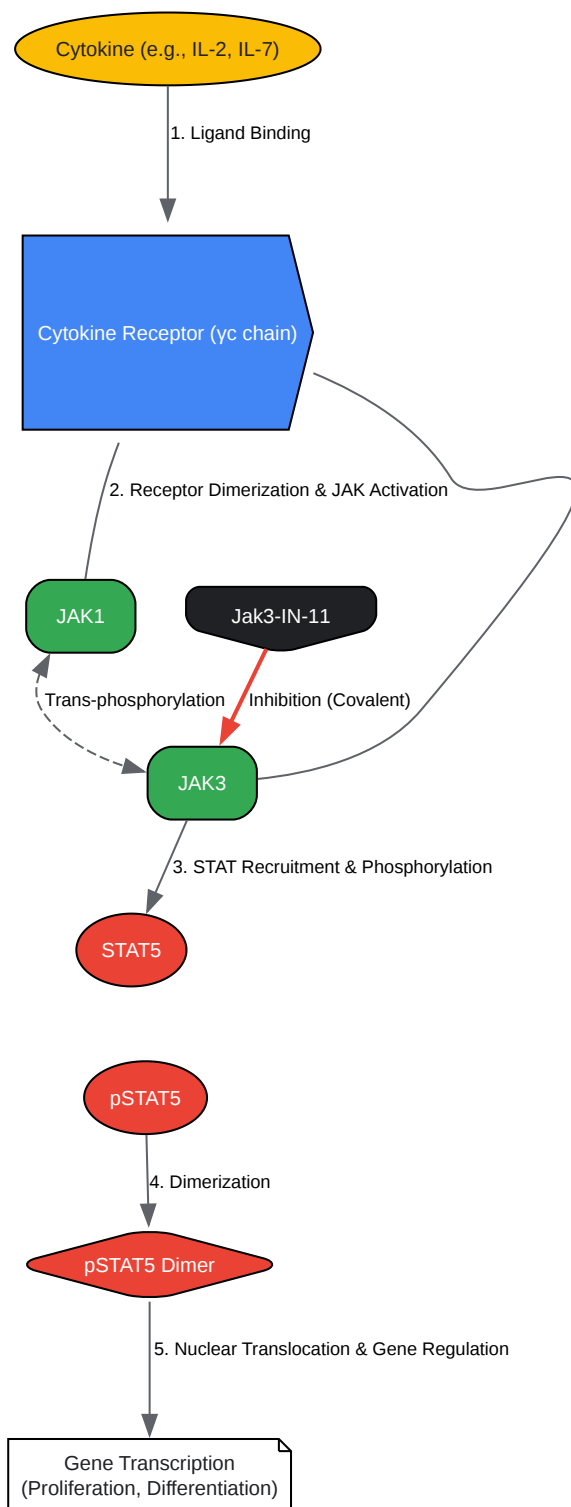 Cytokine (e.g., IL-2, IL-7)
1. Ligand Binding
Cytokine Receptor (γc chain)
2. Receptor Dimerization & JAK Activation
JAK1
Jak3-IN-11
Trans-phosphorylation
Inhibition (Covalent)
JAK3
3. STAT Recruitment & Phosphorylation
STAT5
pSTAT5
4. Dimerization
pSTAT5 Dimer
5. Nuclear Translocation & Gene Regulation
Gene Transcription
(Proliferation, Differentiation)